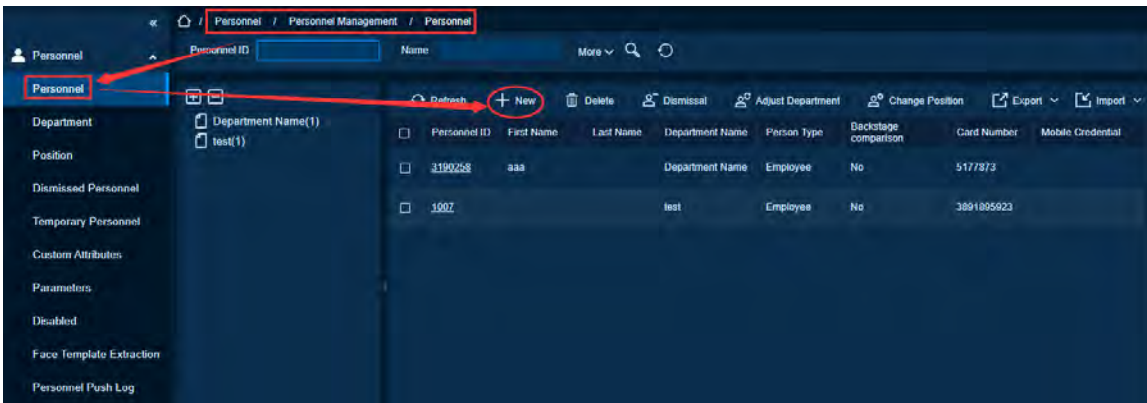 « / Personnel / Personnel Management / Personnel
Personnel
Personnel ID Name More
Personnel
Refresh New Delete Dismissal Adjust Department Change Position Export Import
Department
Department Name(1)
Personnel ID First Name Last Name Department Name Person Type Backstage comparison Card Number Mobile Credential
test(1)
Position
3190258 aaa Department Name Employee No 5177873
Dismissed Personnel
1007 test Employee No 3891895923
Temporary Personnel
Custom Attributes
Parameters
Disabled
Face Template Extraction
Personnel Push Log